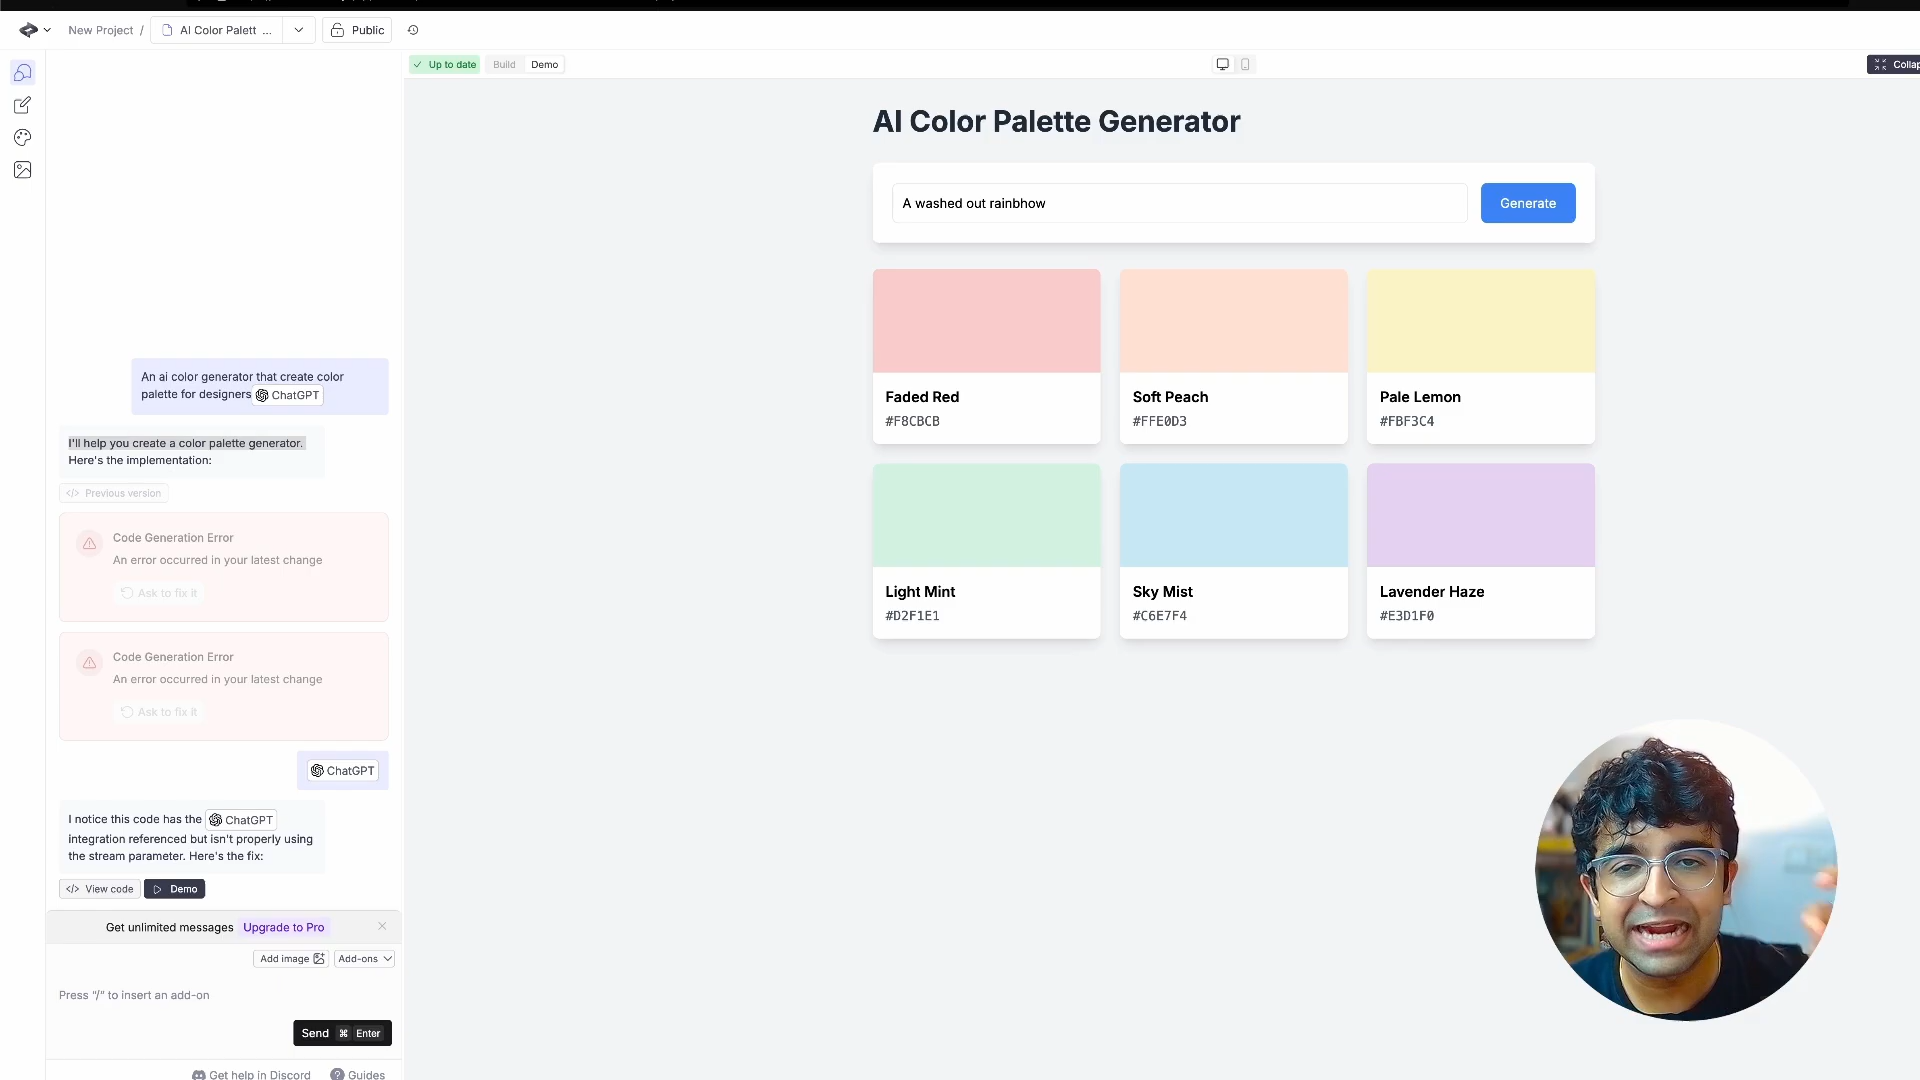 New Project / AI Color Palett ... Public
Up to date Build Demo
AI Color Palette Generator
A washed out rainbhow Generate
Faded Red
#F8CBCB
Soft Peach
#FFE0D3
Pale Lemon
#FBF3C4
Light Mint
#D2F1E1
Sky Mist
#C6E7F4
Lavender Haze
#E3D1F0
An ai color generator that create color
palette for designers ChatGPT
I'll help you create a color palette generator.
Here's the implementation:
</> Previous version
Code Generation Error
An error occurred in your latest change
Ask to fix it
Code Generation Error
An error occurred in your latest change
Ask to fix it
ChatGPT
I notice this code has the ChatGPT
integration referenced but isn't properly using
the stream parameter. Here's the fix:
</> View code Demo
Get unlimited messages Upgrade to Pro
Add image Add-ons
Press "/" to insert an add-on
Send ⌘ Enter
Get help in Discord Guides